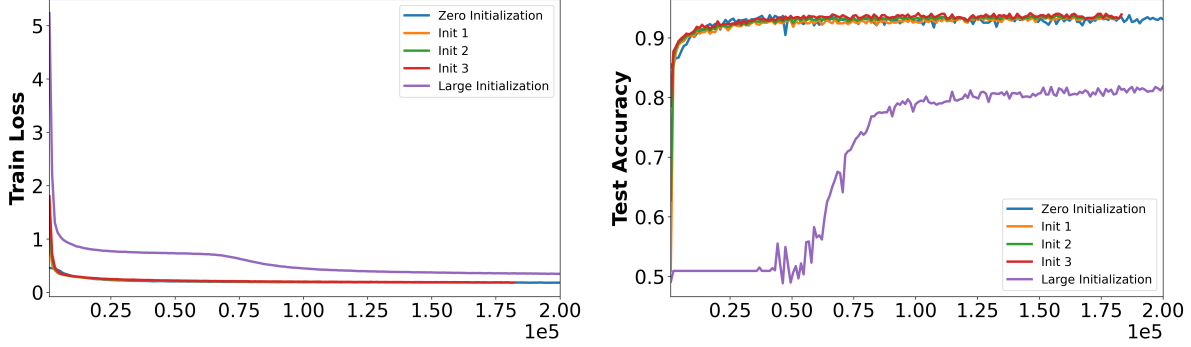 Train Loss
5
4
3
2
1
0
0.25
0.50
0.75
1.00
1.25
1.50
1.75
2.00
1e5
Zero Initialization
Init 1
Init 2
Init 3
Large Initialization
Test Accuracy
0.9
0.8
0.7
0.6
0.5
0.25
0.50
0.75
1.00
1.25
1.50
1.75
2.00
1e5
Zero Initialization
Init 1
Init 2
Init 3
Large Initialization